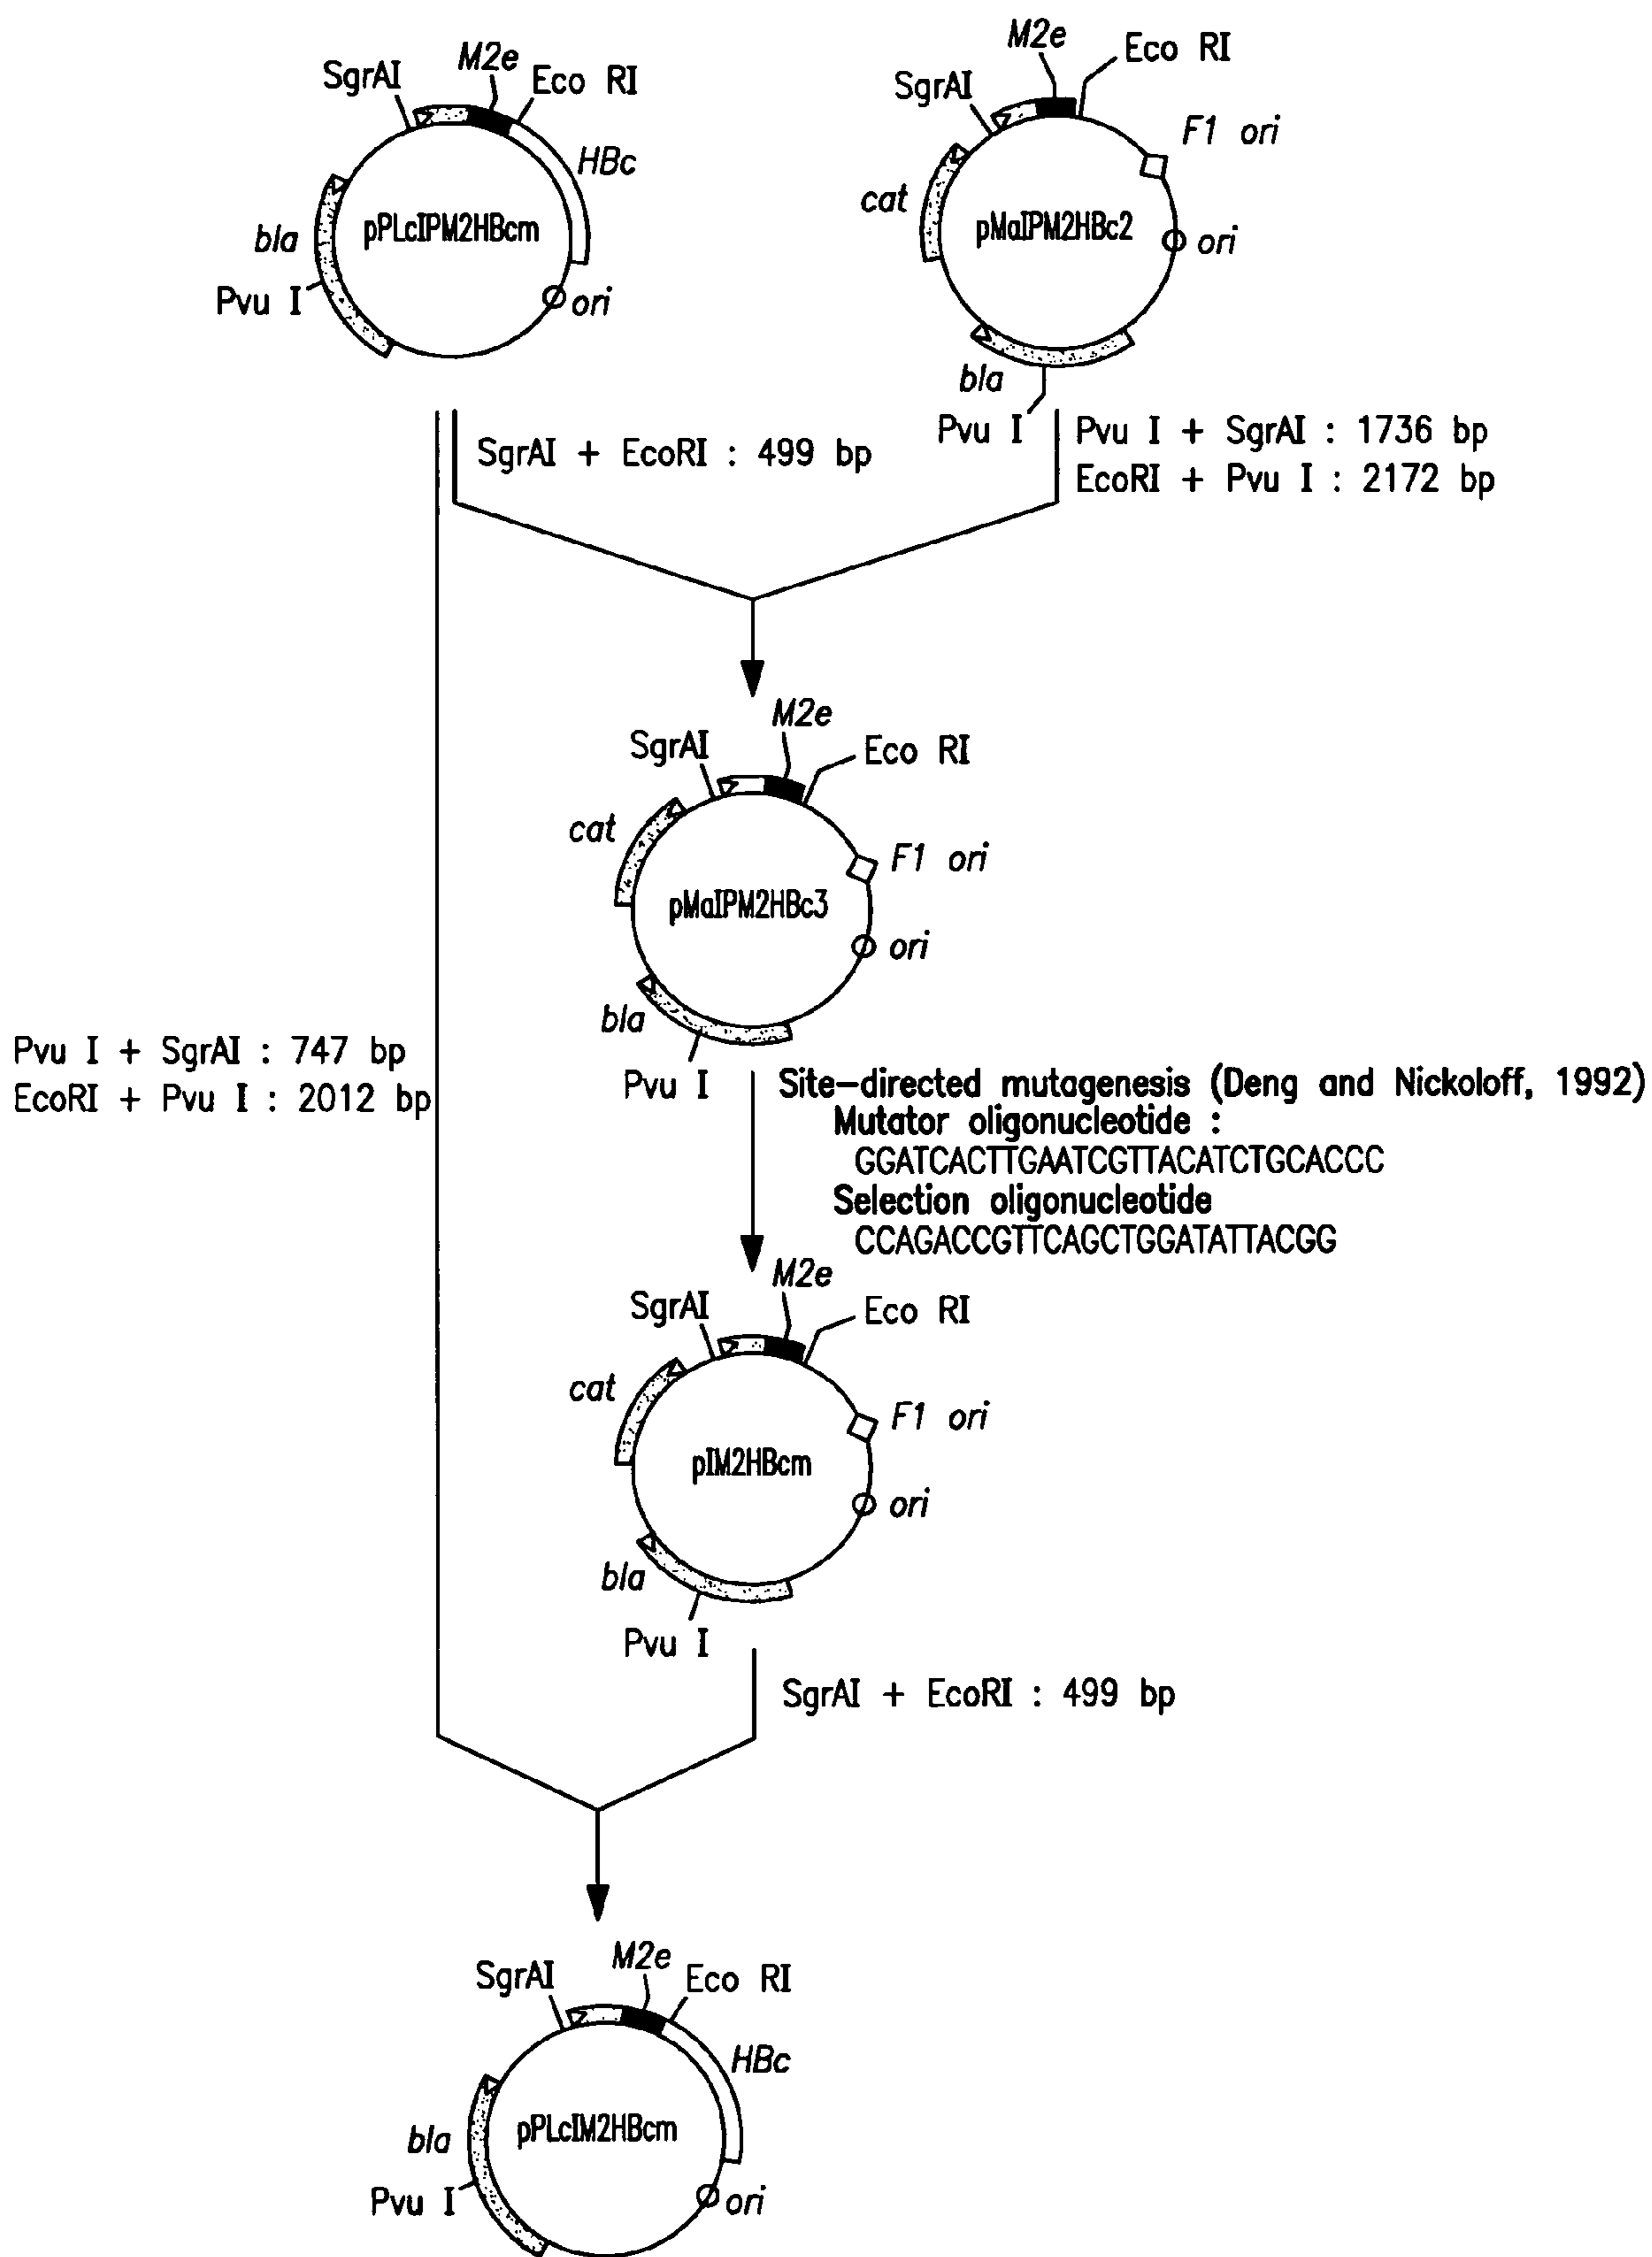 M2e
SgrAI
Eco RI
HBc
pPLcIPM2HBcm
bla
Pvu I
ori
M2e
Eco RI
SgrAI
F1 ori
cat
pMaIPM2HBc2
ori
bla
Pvu I
SgrAI + EcoRI : 499 bp
Pvu I + SgrAI : 1736 bp
EcoRI + Pvu I : 2172 bp
M2e
SgrAI
Eco RI
cat
F1 ori
pMaIPM2HBc3
ori
bla
Pvu I
Pvu I + SgrAI : 747 bp
EcoRI + Pvu I : 2012 bp
Site-directed mutagenesis (Deng and Nickoloff, 1992)
Mutator oligonucleotide :
GGATCACTTGAATCGTTACATCTGCACCC
Selection oligonucleotide
CCAGACCGTTCAGCTGGATATTACGG
M2e
SgrAI
Eco RI
cat
F1 ori
pIM2HBcm
ori
bla
Pvu I
SgrAI + EcoRI : 499 bp
M2e
SgrAI
Eco RI
HBc
pPLcIM2HBcm
bla
Pvu I
ori